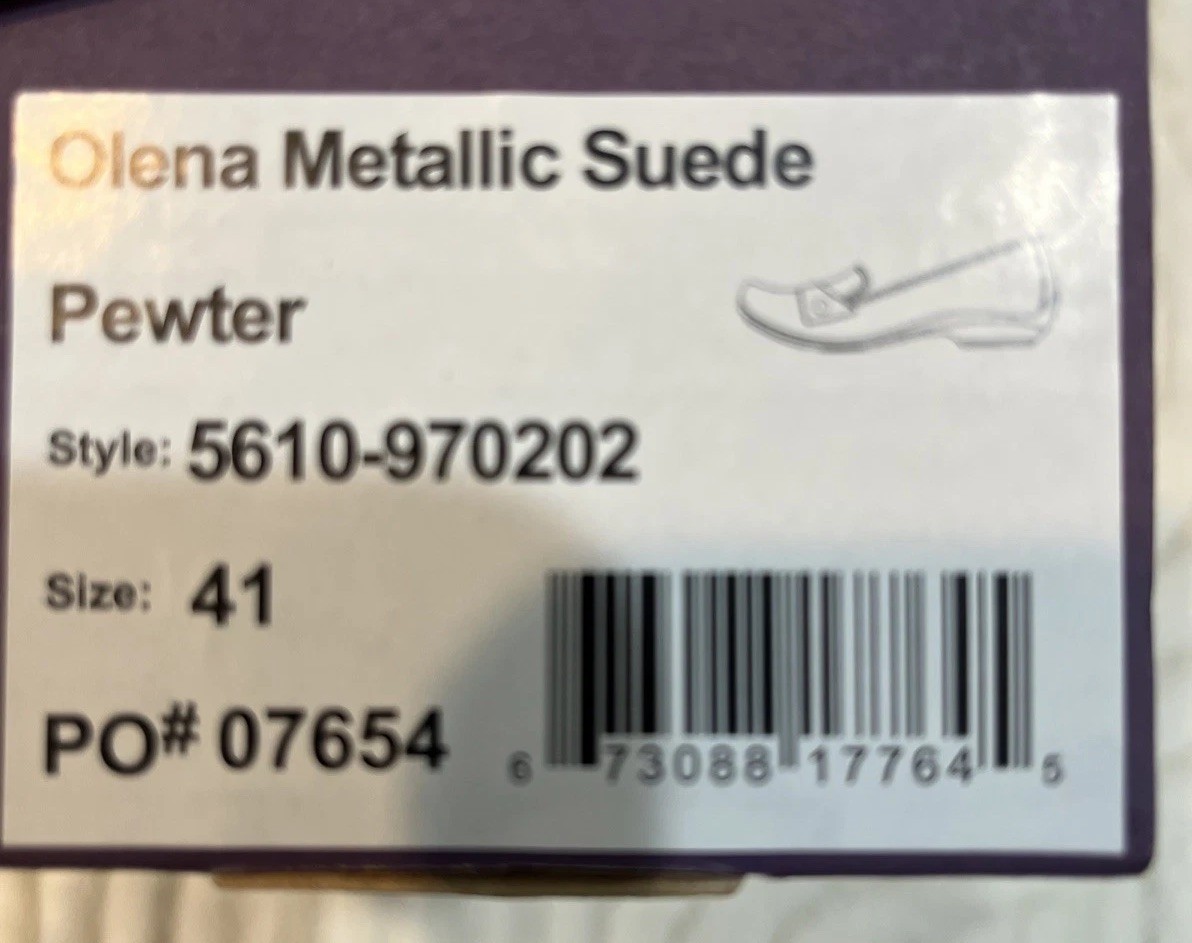 Olena Metallic Suede
Pewter
Style: 5610-970202
Size: 41
PO# 07654
6 73088 17764 5